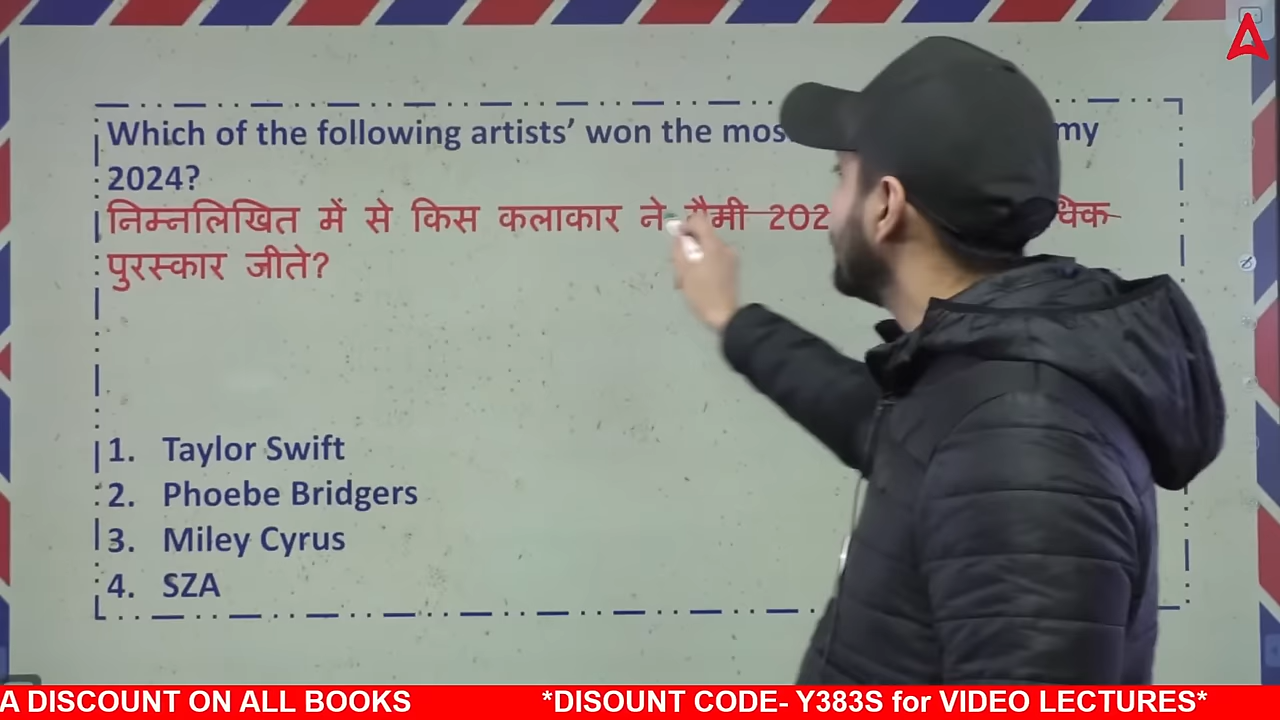 Which of the following artists’ won the
2024?
निम्नलिखित में से किस कलाकार ने
पुरस्कार जीते?
1. Taylor Swift
2. Phoebe Bridgers
3. Miley Cyrus
4. SZA
A DISCOUNT ON ALL BOOKS *DISOUNT CODE- Y383S for VIDEO LECTURES*